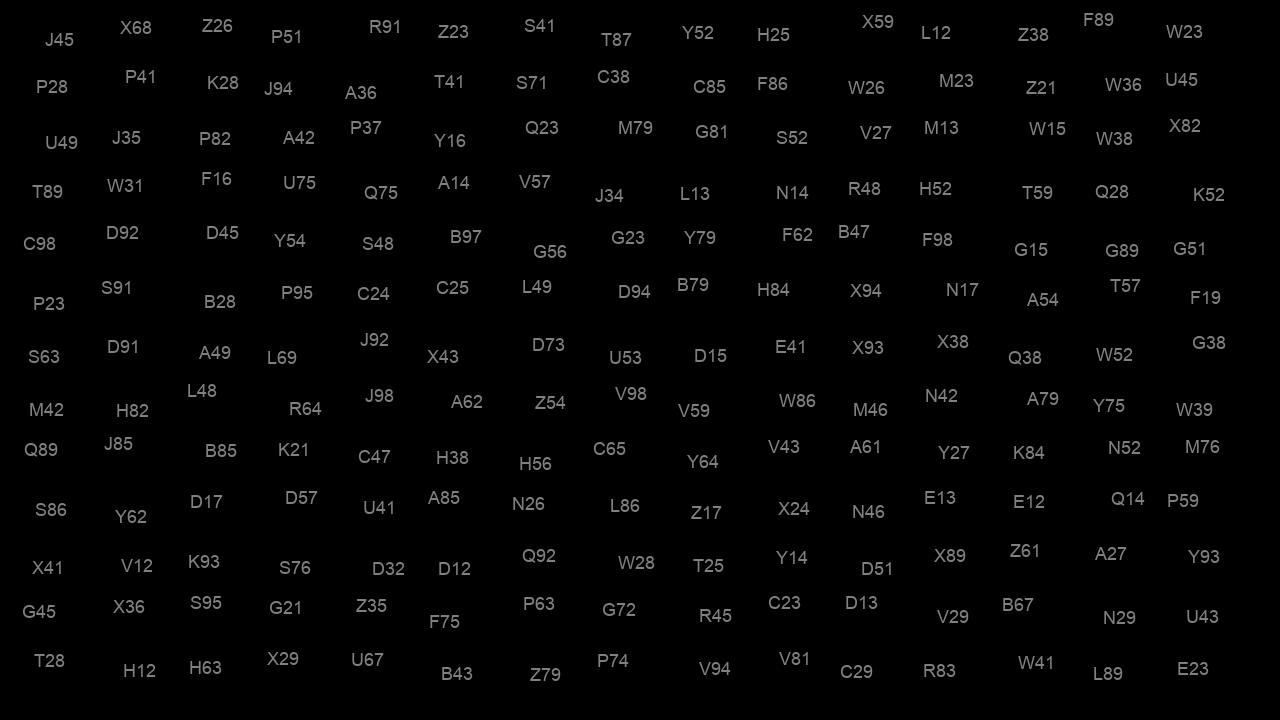 J45 X68 Z26 P51 R91 Z23 S41 T87 Y52 H25 X59 L12 Z38 F89 W23
P28 P41 K28 J94 A36 T41 S71 C38 C85 F86 W26 M23 Z21 W36 U45
U49 J35 P82 A42 P37 Y16 Q23 M79 G81 S52 V27 M13 W15 W38 X82
T89 W31 F16 U75 Q75 A14 V57 J34 L13 N14 R48 H52 T59 Q28 K52
C98 D92 D45 Y54 S48 B97 G56 G23 Y79 F62 B47 F98 G15 G89 G51
P23 S91 B28 P95 C24 C25 L49 D94 B79 H84 X94 N17 A54 T57 F19
S63 D91 A49 L69 J92 X43 D73 U53 D15 E41 X93 X38 Q38 W52 G38
M42 H82 L48 R64 J98 A62 Z54 V98 V59 W86 M46 N42 A79 Y75 W39
Q89 J85 B85 K21 C47 H38 H56 C65 Y64 V43 A61 Y27 K84 N52 M76
S86 Y62 D17 D57 U41 A85 N26 L86 Z17 X24 N46 E13 E12 Q14 P59
X41 V12 K93 S76 D32 D12 Q92 W28 T25 Y14 D51 X89 Z61 A27 Y93
G45 X36 S95 G21 Z35 F75 P63 G72 R45 C23 D13 V29 B67 N29 U43
T28 H12 H63 X29 U67 B43 Z79 P74 V94 V81 C29 R83 W41 L89 E23